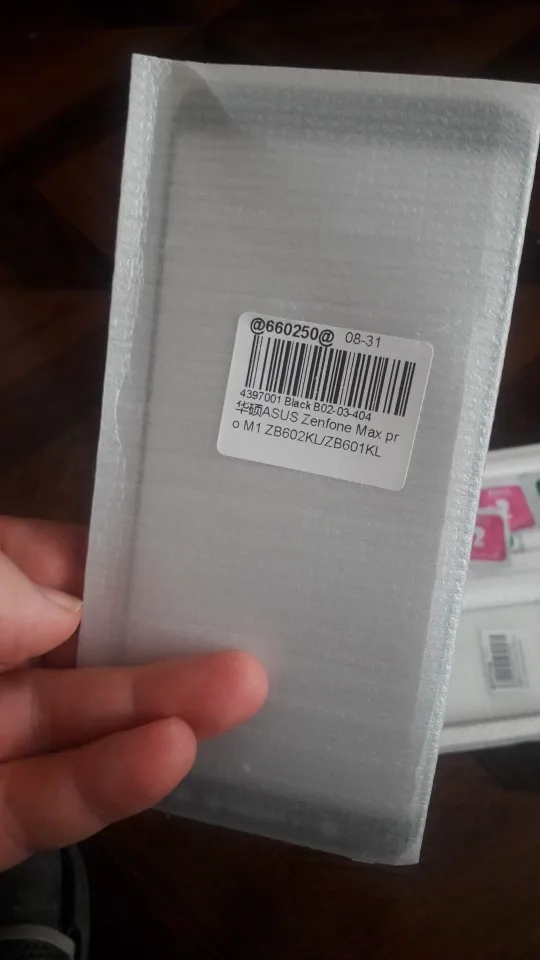 @660250@ 08-31
4397001 Black B02-03-404
华硕ASUS Zenfone Max pr
o M1 ZB602KL/ZB601KL
2